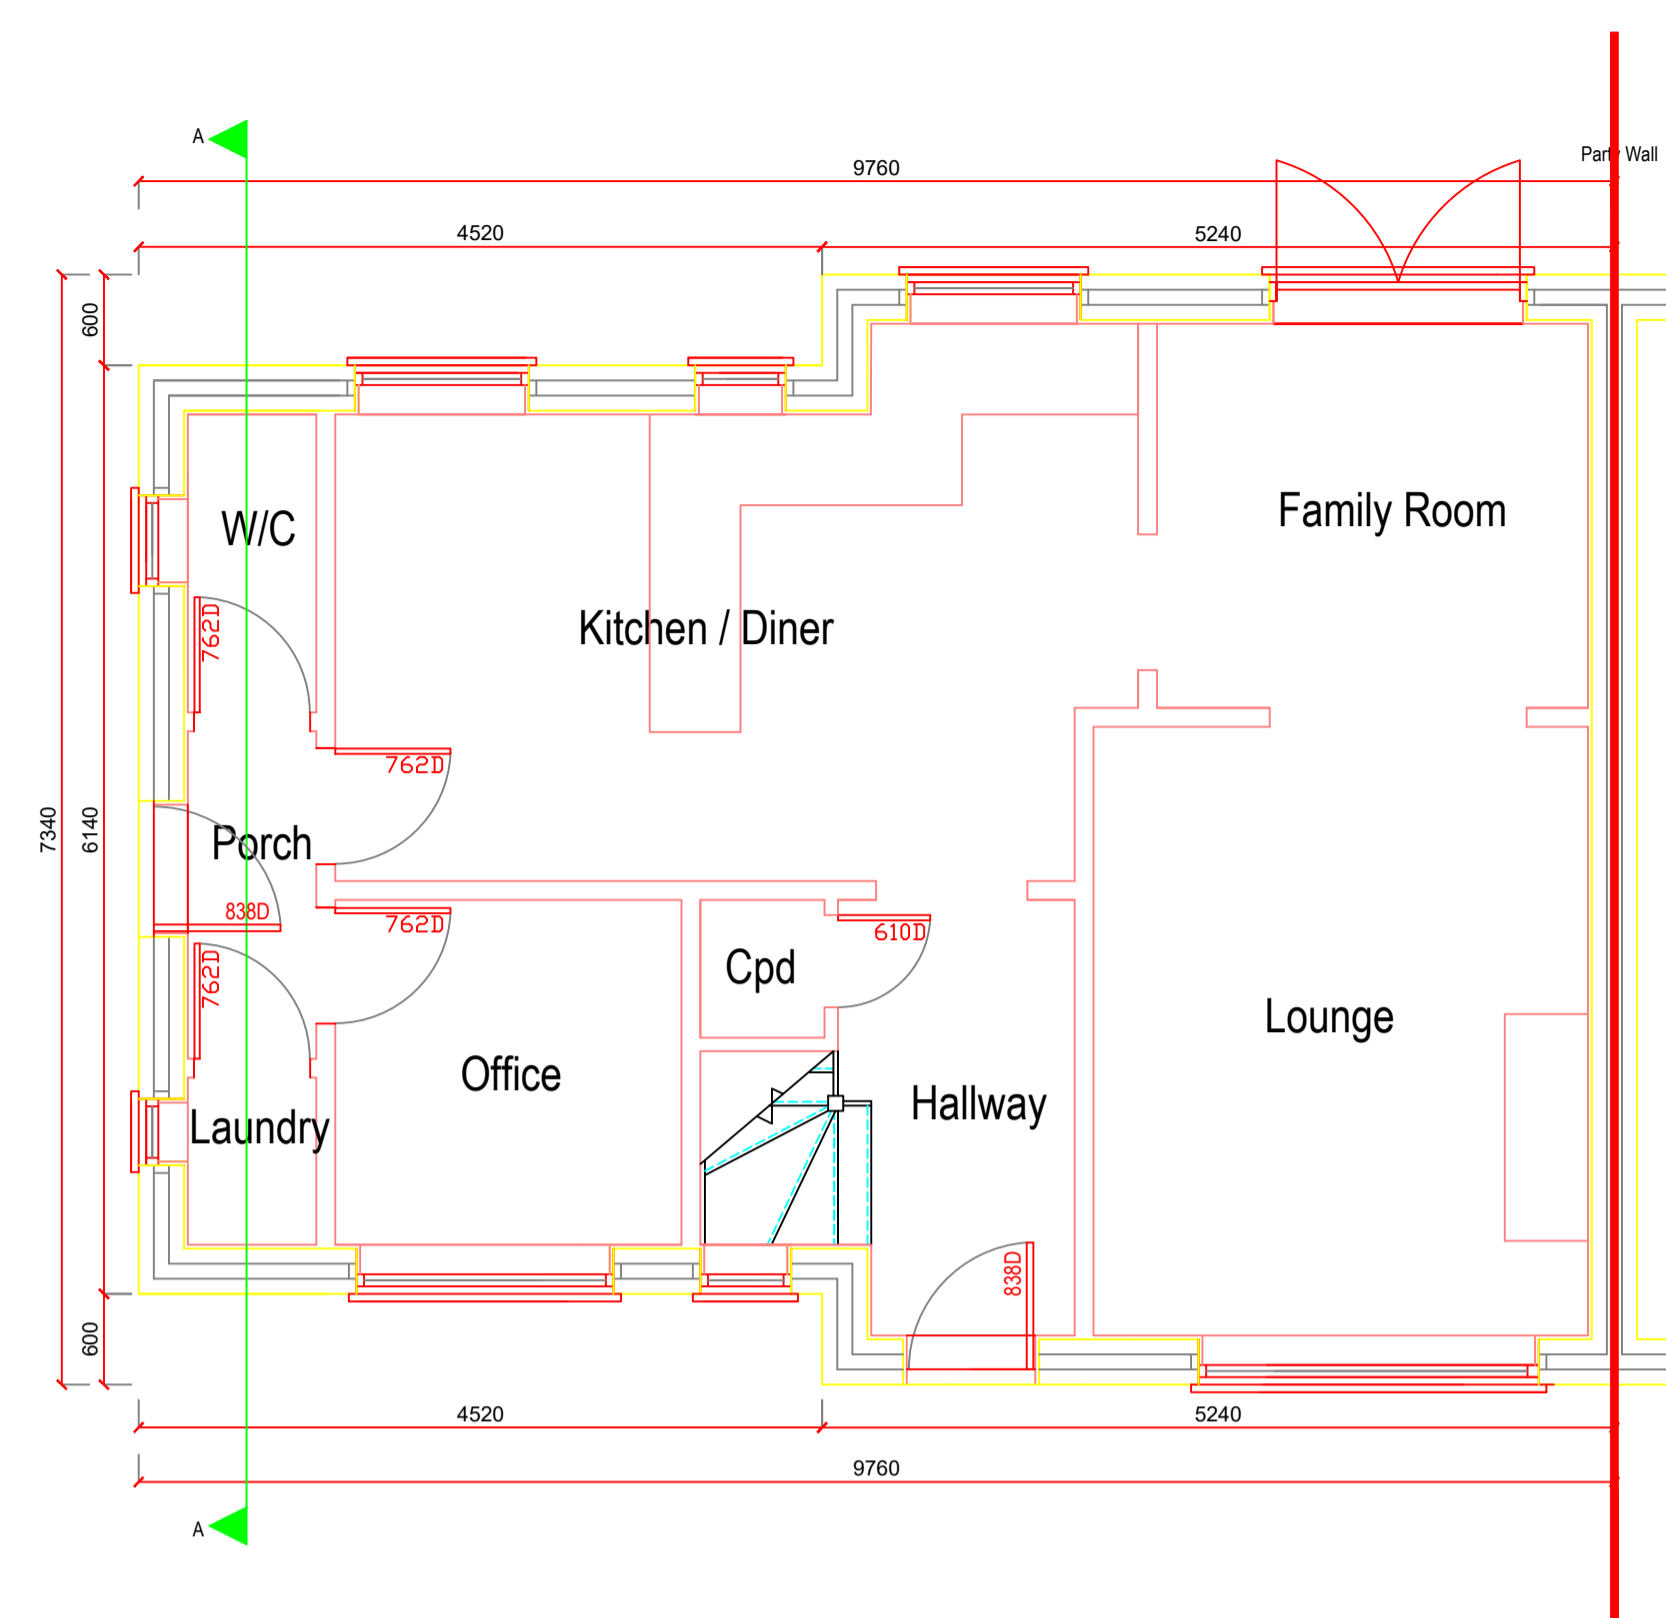 A
9760
Party Wall
4520
5240
600
W/C
Family Room
762D
Kitchen / Diner
762D
7340
6140
Porch
838D
762D
610D
762D
Cpd
Lounge
Office
Hallway
Laundry
838D
600
4520
5240
9760
A